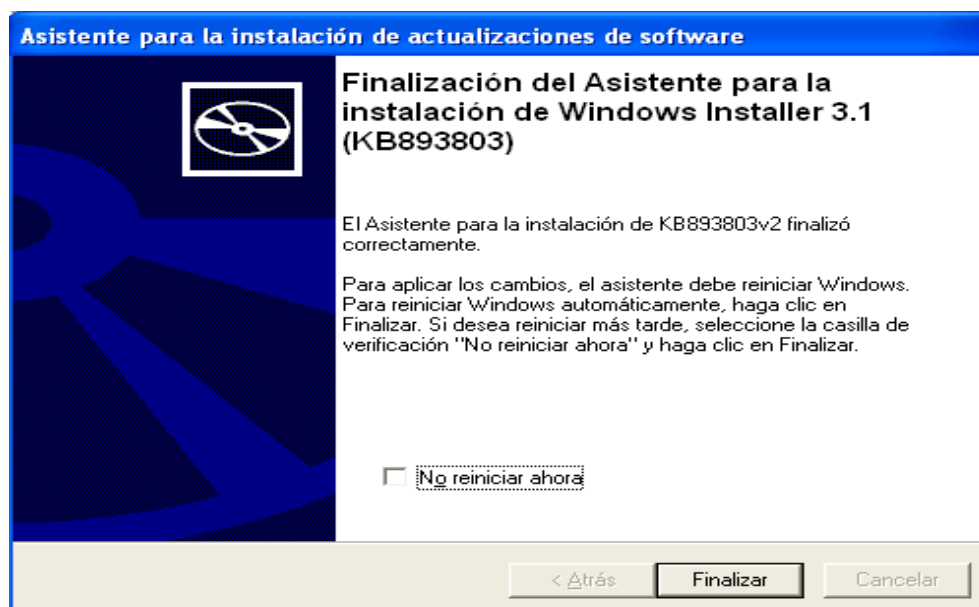 Asistente para la instalación de actualizaciones de software
Finalización del Asistente para la
instalación de Windows Installer 3.1
(KB893803)
El Asistente para la instalación de KB893803v2 finalizó
correctamente.
Para aplicar los cambios, el asistente debe reiniciar Windows.
Para reiniciar Windows automáticamente, haga clic en
Finalizar. Si desea reiniciar más tarde, seleccione la casilla de
verificación "No reiniciar ahora" y haga clic en Finalizar.
No reiniciar ahora
< Atrás
Finalizar
Cancelar